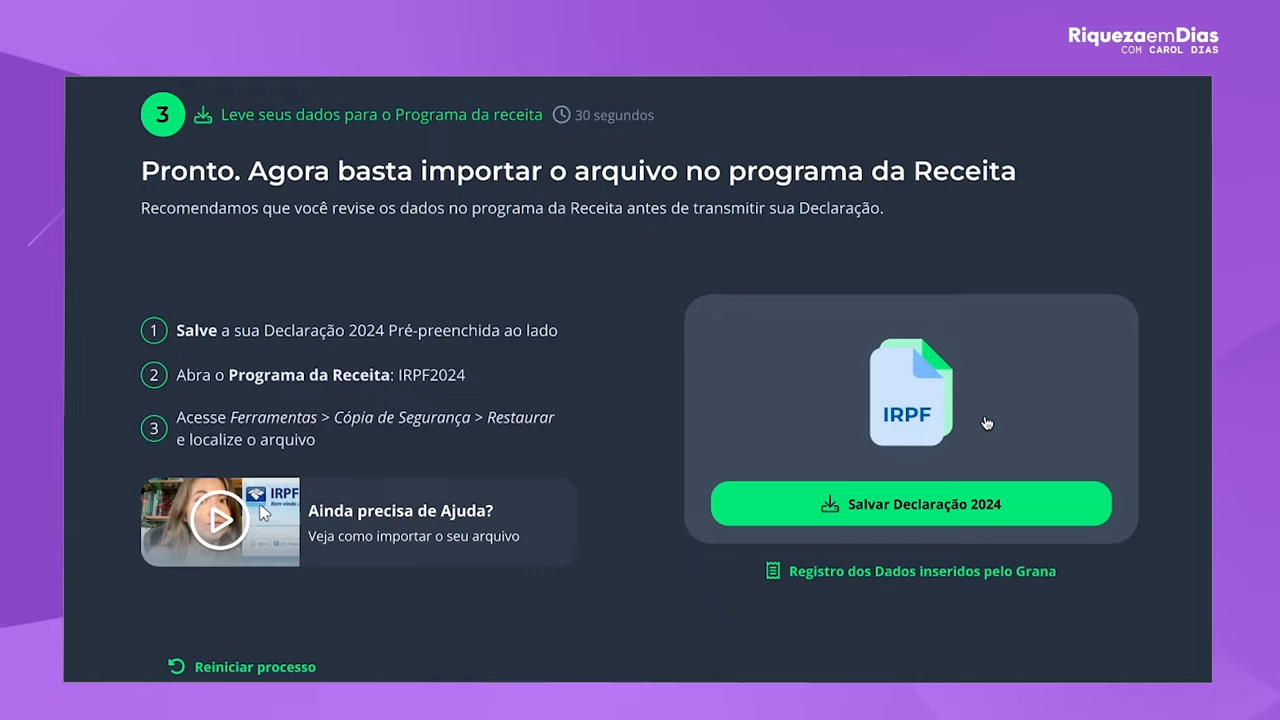 RiquezaemDias
COM CAROL DIAS
3 Leve seus dados para o Programa da receita 30 segundos
Pronto. Agora basta importar o arquivo no programa da Receita
Recomendamos que você revise os dados no programa da Receita antes de transmitir sua Declaração.
1 Salve a sua Declaração 2024 Pré-preenchida ao lado
2 Abra o Programa da Receita: IRPF2024
3 Acesse Ferramentas > Cópia de Segurança > Restaurar
e localize o arquivo
IRPF
Ainda precisa de Ajuda?
Veja como importar o seu arquivo
IRPF
Salvar Declaração 2024
Registro dos Dados inseridos pelo Grana
Reiniciar processo